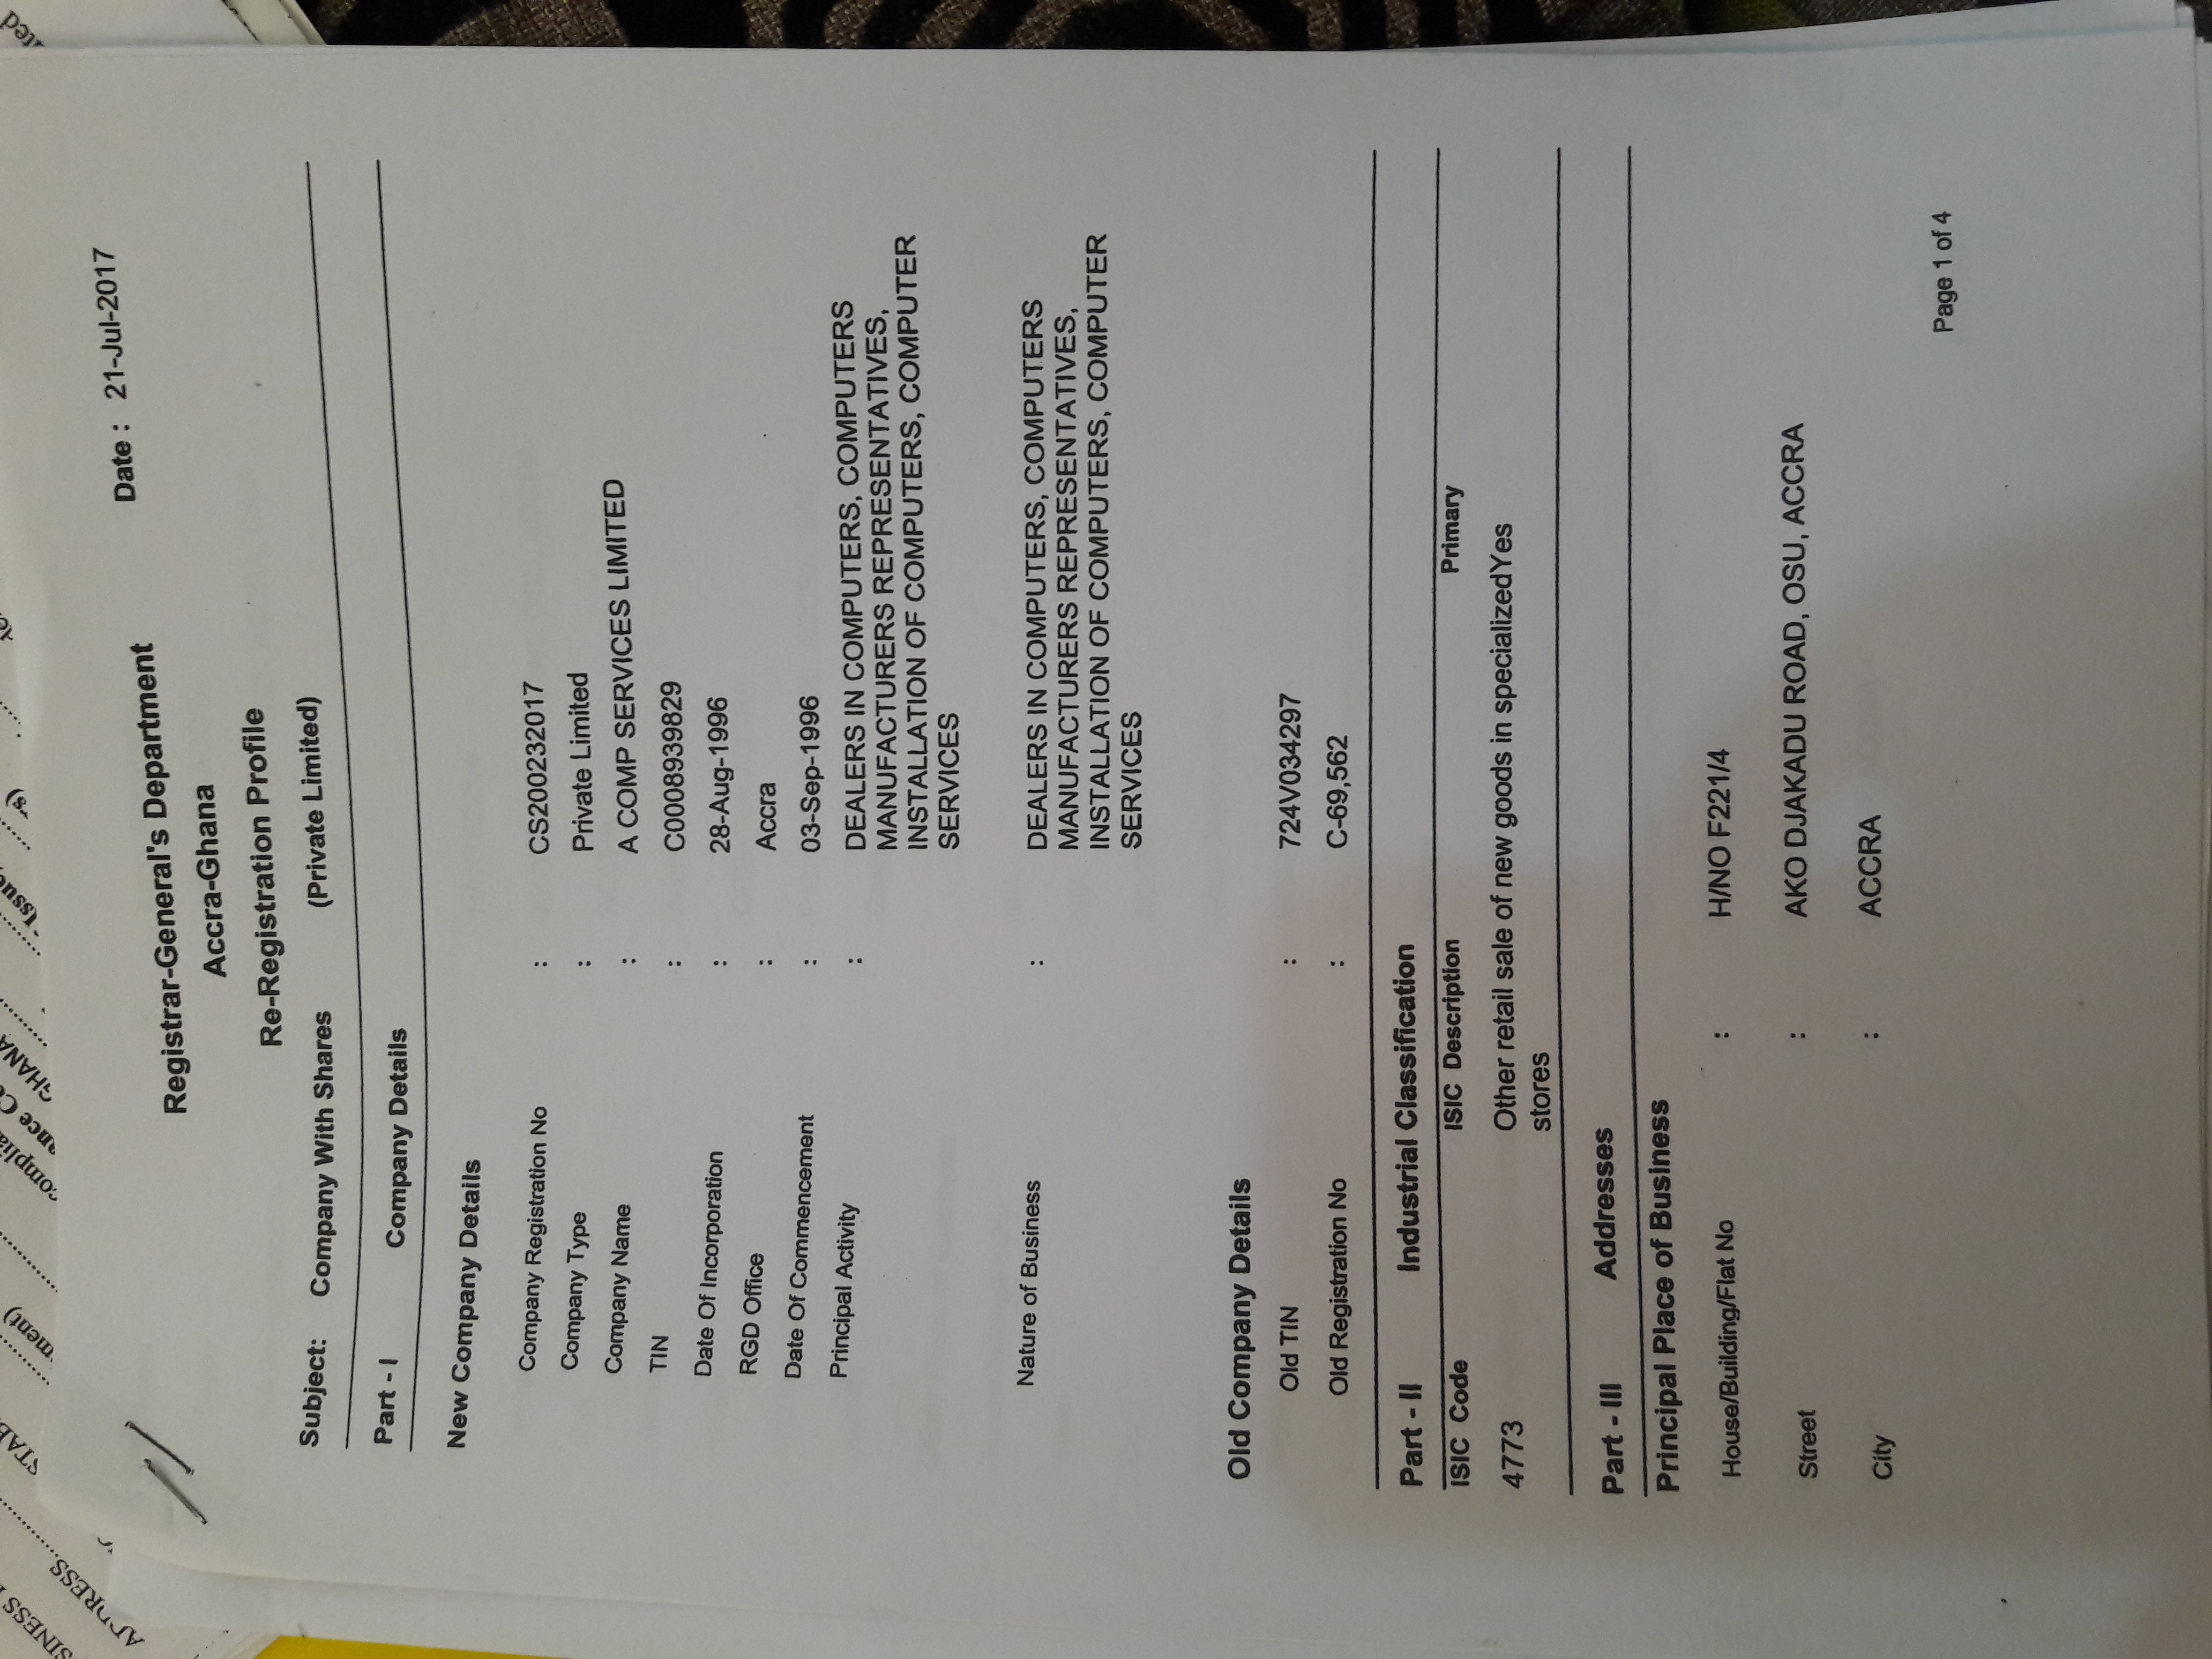 SINESS
ADDRESS..........
STAB
ment)
complia
ance C
GHANA
Issue
s)
ited
Date : 21-Jul-2017
Registrar-General's Department
Accra-Ghana
Re-Registration Profile
Subject: Company With Shares (Private Limited)
Part - I Company Details
New Company Details
Company Registration No : CS200232017
Company Type : Private Limited
Company Name : A COMP SERVICES LIMITED
TIN : C0008939829
Date Of Incorporation : 28-Aug-1996
RGD Office : Accra
Date Of Commencement : 03-Sep-1996
Principal Activity : DEALERS IN COMPUTERS, COMPUTERS
MANUFACTURERS REPRESENTATIVES,
INSTALLATION OF COMPUTERS, COMPUTER
SERVICES
Nature of Business : DEALERS IN COMPUTERS, COMPUTERS
MANUFACTURERS REPRESENTATIVES,
INSTALLATION OF COMPUTERS, COMPUTER
SERVICES
Old Company Details
Old TIN : 724V034297
Old Registration No : C-69,562
Part - II Industrial Classification
ISIC Code ISIC Description Primary
4773 Other retail sale of new goods in specializedYes
stores
Part - III Addresses
Principal Place of Business
House/Building/Flat No : H/NO F221/4
Street : AKO DJAKADU ROAD, OSU, ACCRA
City : ACCRA
Page 1 of 4